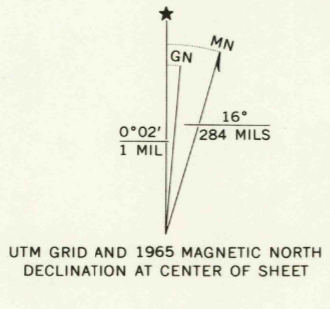 MN
GN
16°
284 MILS
0°02'
1 MIL
UTM GRID AND 1965 MAGNETIC NORTH
DECLINATION AT CENTER OF SHEET